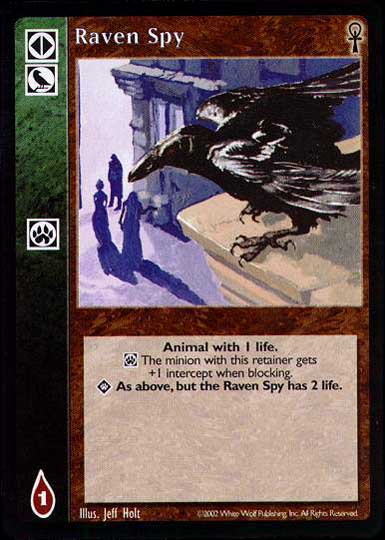 Raven Spy
Animal with 1 life.
The minion with this retainer gets
+1 intercept when blocking.
As above, but the Raven Spy has 2 life.
1
Illus. Jeff Holt
©2002 White Wolf Publishing, Inc. All Rights Reserved.